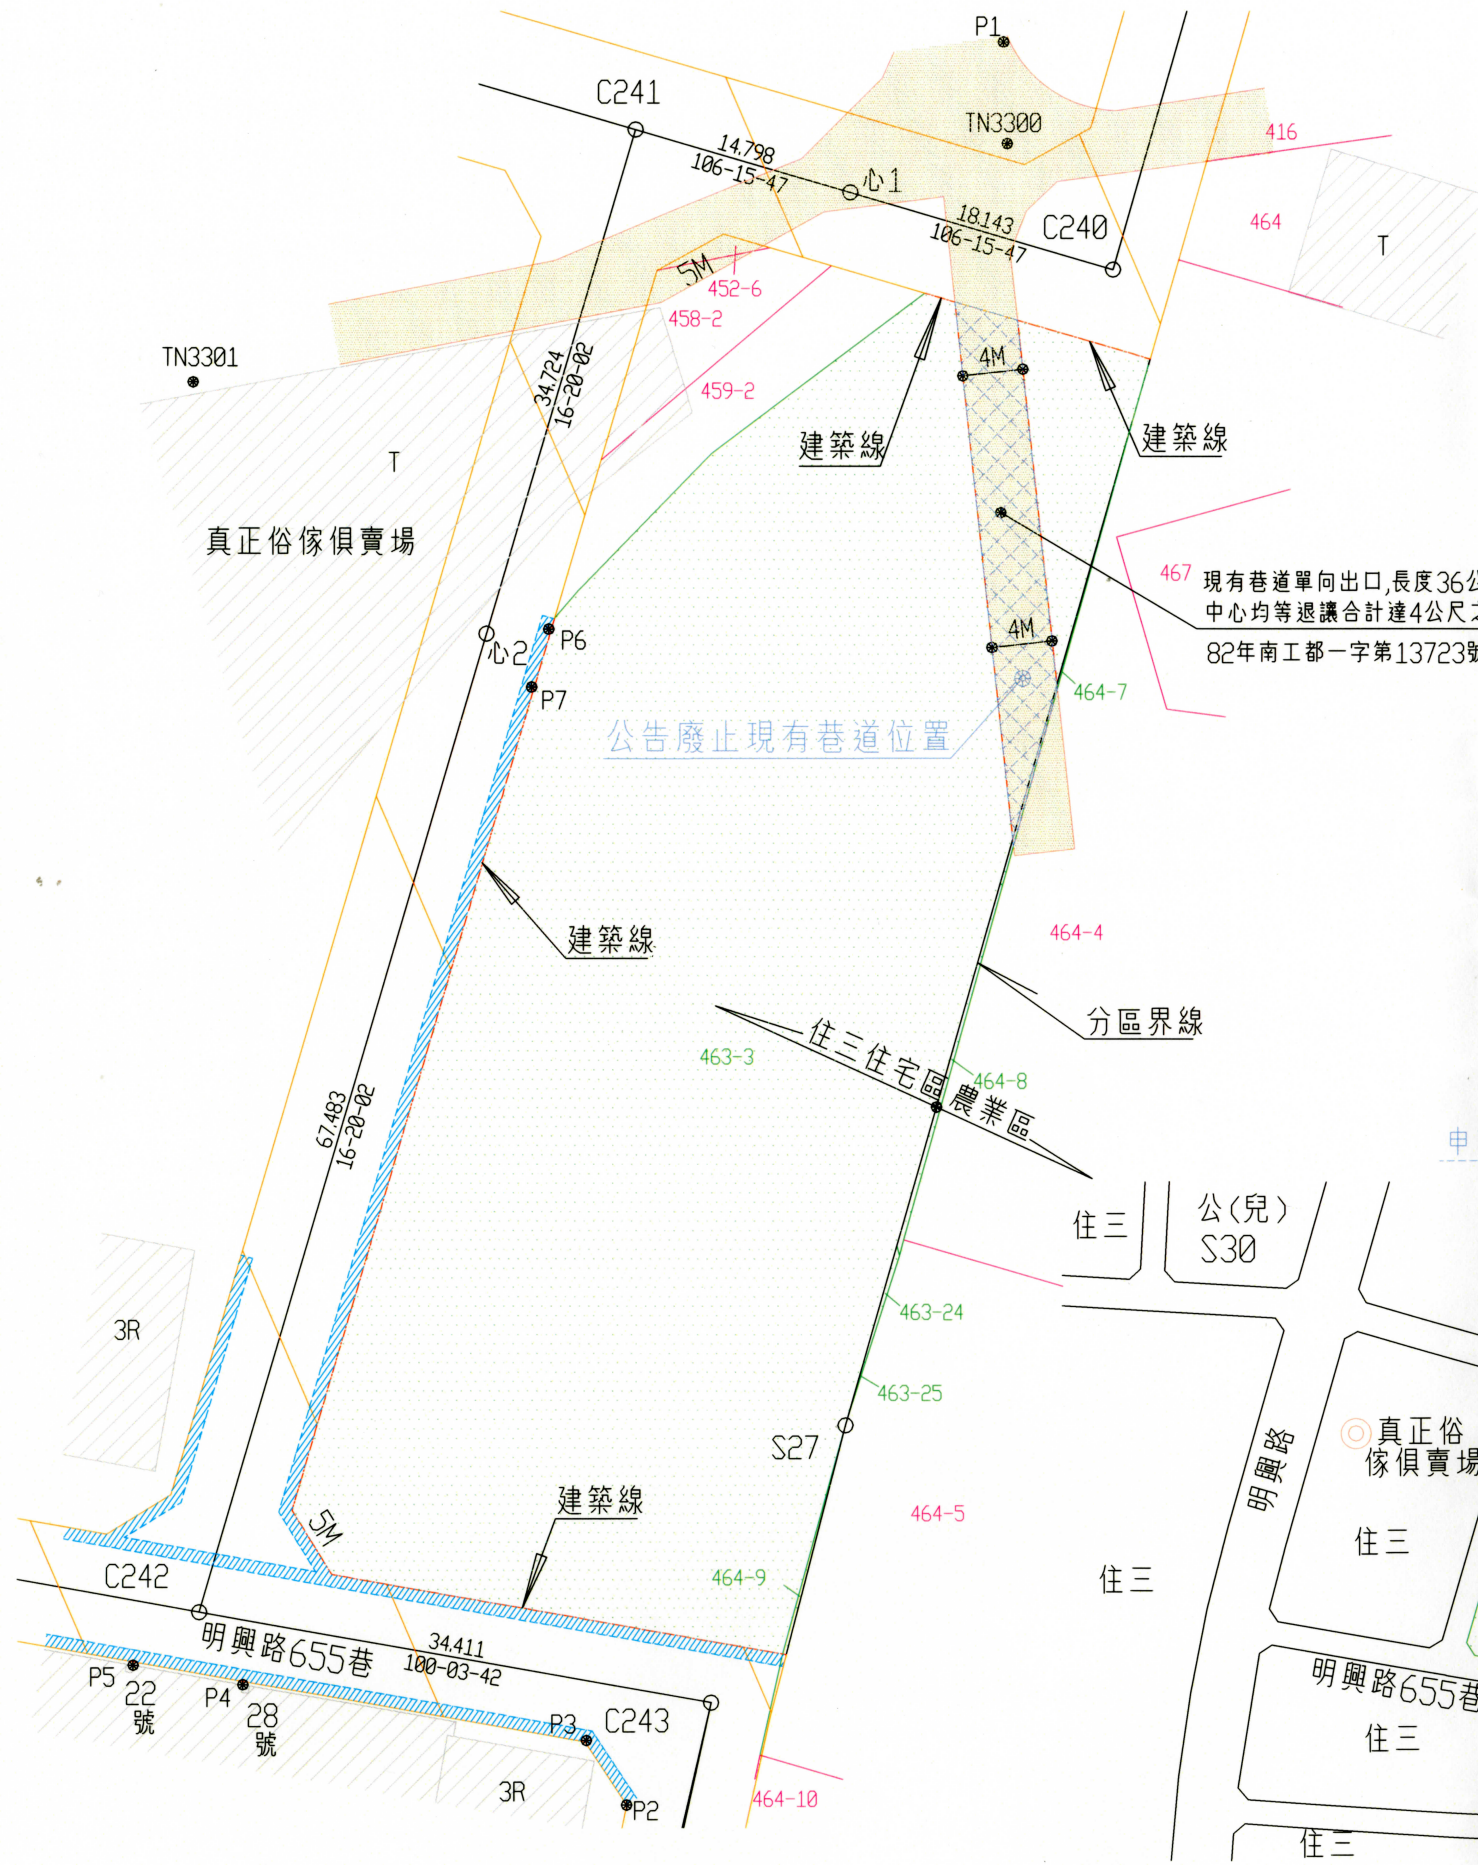 P1
C241
TN3300
416
14.798
106-15-47
心1
18.143
106-15-47
C240
464
T
5M
452-6
458-2
TN3301
34.724
16-20-02
459-2
4M
建築線
建築線
T
真正俗傢俱賣場
467
現有巷道單向出口,長度36公
中心均等退讓合計達4公尺之
82年南工都一字第13723號
4M
心2
P6
P7
464-7
公告廢止現有巷道位置
建築線
464-4
分區界線
463-3
住三住宅區
農業區
464-8
67.483
16-20-02
申
住三
公(兒)
S30
463-24
3R
463-25
S27
明興路
真正俗
傢俱賣場
建築線
5M
464-5
住三
住三
C242
464-9
明興路655巷
34.411
100-03-42
P5
22
號
P4
28
號
P3
C243
3R
P2
464-10
明興路655巷
住三
住三